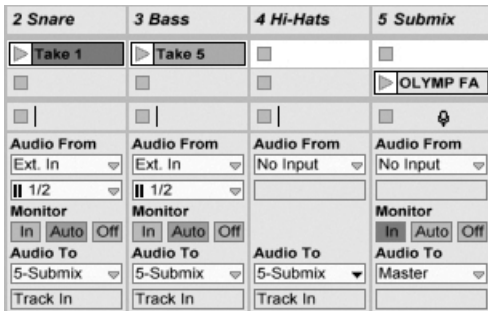 2 Snare 3 Bass 4 Hi-Hats 5 Submix
Take 1 Take 5
OLYMP FA
Audio From Audio From Audio From Audio From
Ext. In Ext. In No Input No Input
1/2 1/2
Monitor Monitor Monitor
In Auto Off In Auto Off In Auto Off
Audio To Audio To Audio To Audio To
5-Submix 5-Submix 5-Submix Master
Track In Track In Track In